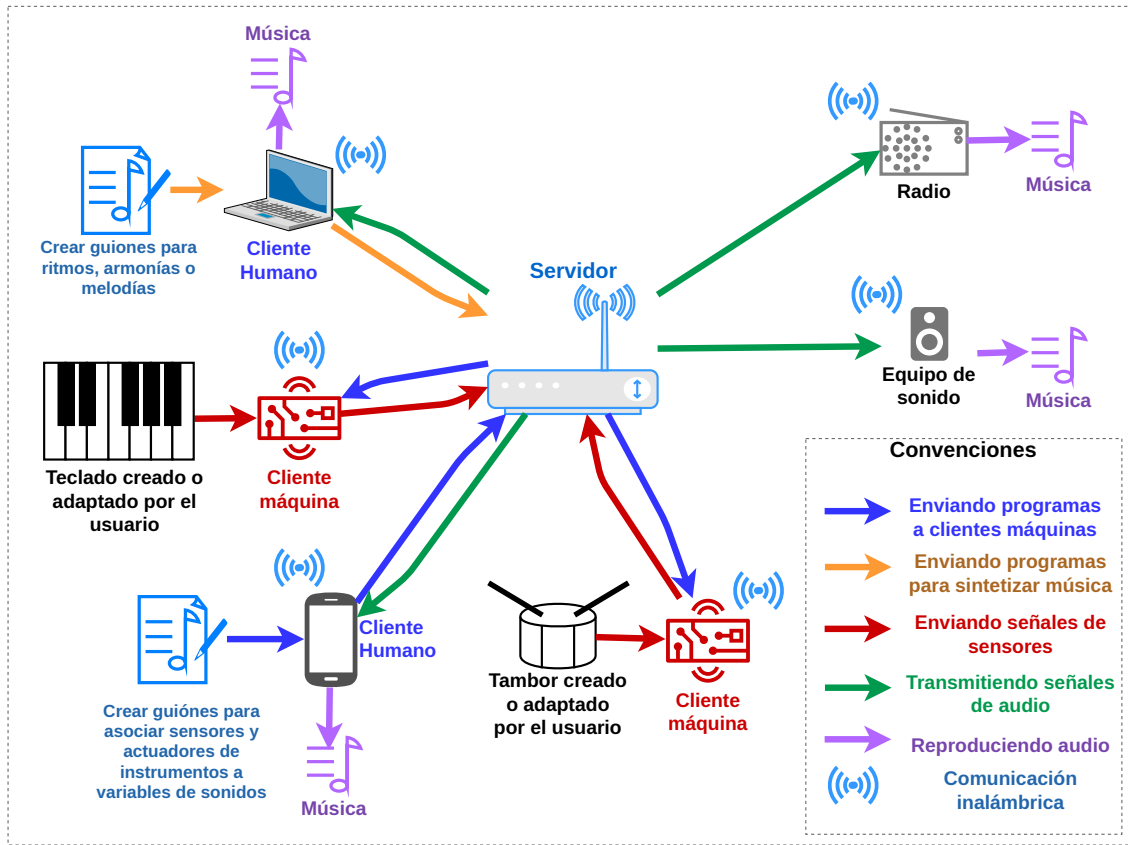 Música
Crear guiones para
ritmos, armonías o
melodías
Cliente
Humano
Servidor
Radio
Música
Equipo de
sonido
Música
Teclado creado o
adaptado por el
usuario
Cliente
máquina
Crear guiónes para
asociar sensores y
actuadores de
instrumentos a
variables de sonidos
Cliente
Humano
Música
Tambor creado
o adaptado
por el usuario
Cliente
máquina
Convenciones
Enviando programas
a clientes máquinas
Enviando programas
para sintetizar música
Enviando señales de
sensores
Transmitiendo señales
de audio
Reproduciendo audio
Comunicación
inalámbrica